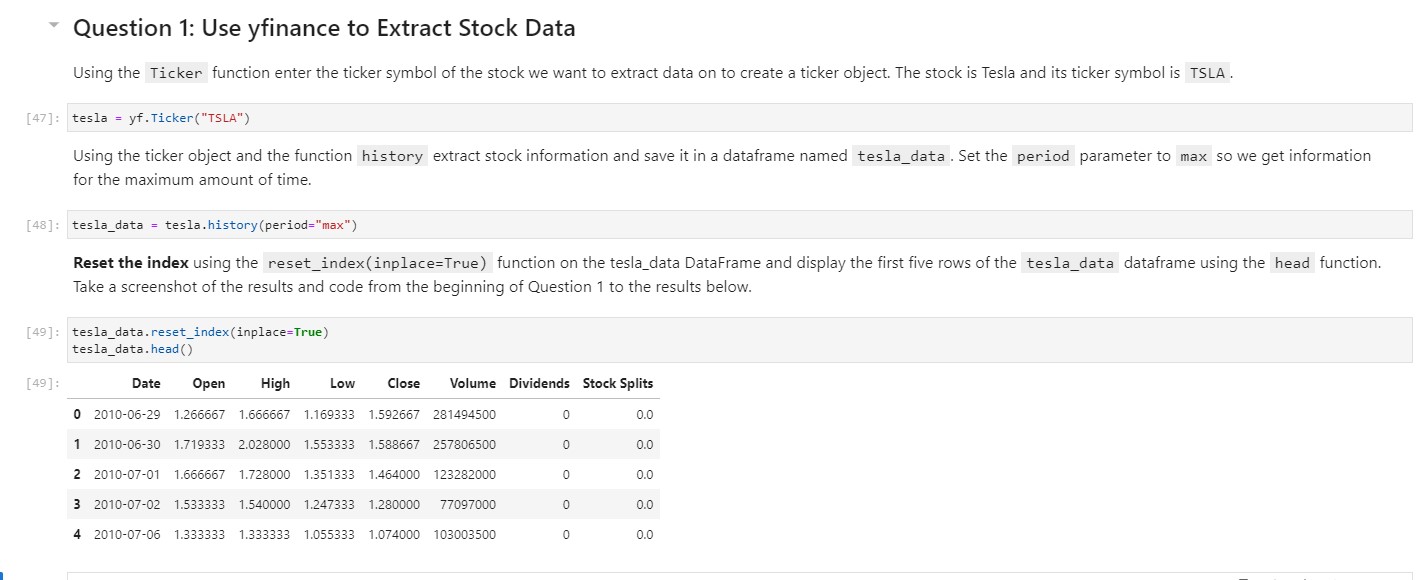 Question 1: Use yfinance to Extract Stock Data
Using the Ticker function enter the ticker symbol of the stock we want to extract data on to create a ticker object. The stock is Tesla and its ticker symbol is TSLA .
[47]: tesla = yf.Ticker("TSLA")
Using the ticker object and the function history extract stock information and save it in a dataframe named tesla_data . Set the period parameter to max so we get information
for the maximum amount of time.
[48]: tesla_data = tesla.history(period="max")
Reset the index using the reset_index(inplace=True) function on the tesla_data DataFrame and display the first five rows of the tesla_data dataframe using the head function.
Take a screenshot of the results and code from the beginning of Question 1 to the results below.
[49]: tesla_data.reset_index(inplace=True)
tesla_data.head()
[49]: Date Open High Low Close Volume Dividends Stock Splits
0 2010-06-29 1.266667 1.666667 1.169333 1.592667 281494500 0 0.0
1 2010-06-30 1.719333 2.028000 1.553333 1.588667 257806500 0 0.0
2 2010-07-01 1.666667 1.728000 1.351333 1.464000 123282000 0 0.0
3 2010-07-02 1.533333 1.540000 1.247333 1.280000 77097000 0 0.0
4 2010-07-06 1.333333 1.333333 1.055333 1.074000 103003500 0 0.0